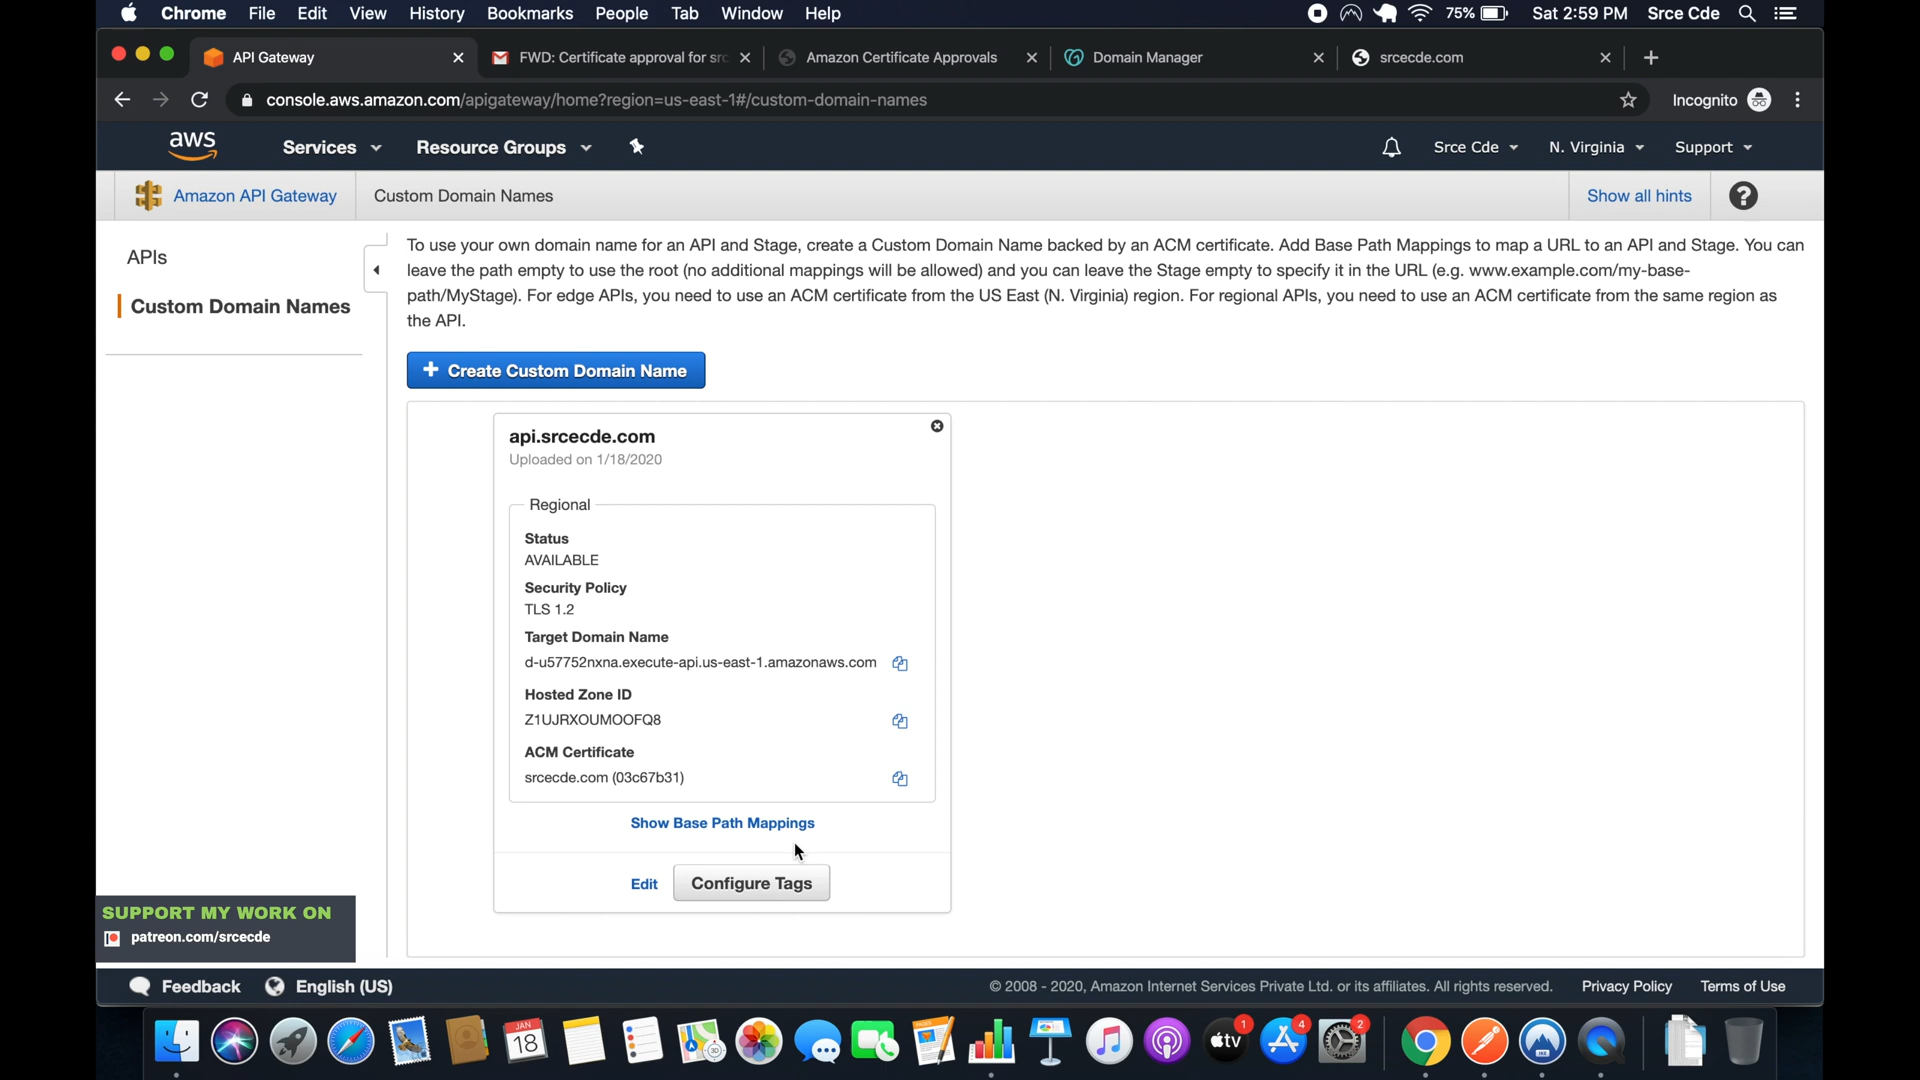 Chrome File Edit View History Bookmarks People Tab Window Help 75% Sat 2:59 PM Srce Cde
API Gateway FWD: Certificate approval for src Amazon Certificate Approvals Domain Manager srcecde.com
console.aws.amazon.com/apigateway/home?region=us-east-1#/custom-domain-names Incognito
aws Services Resource Groups Srce Cde N. Virginia Support
Amazon API Gateway Custom Domain Names Show all hints ?
APIs
Custom Domain Names
To use your own domain name for an API and Stage, create a Custom Domain Name backed by an ACM certificate. Add Base Path Mappings to map a URL to an API and Stage. You can
leave the path empty to use the root (no additional mappings will be allowed) and you can leave the Stage empty to specify it in the URL (e.g. www.example.com/my-base-
path/MyStage). For edge APIs, you need to use an ACM certificate from the US East (N. Virginia) region. For regional APIs, you need to use an ACM certificate from the same region as
the API.
+ Create Custom Domain Name
api.srcecde.com
Uploaded on 1/18/2020
Regional
Status
AVAILABLE
Security Policy
TLS 1.2
Target Domain Name
d-u57752nxna.execute-api.us-east-1.amazonaws.com
Hosted Zone ID
Z1UJRXOUMOOFQ8
ACM Certificate
srcecde.com (03c67b31)
Show Base Path Mappings
Edit Configure Tags
SUPPORT MY WORK ON
patreon.com/srcecde
Feedback English (US) © 2008 - 2020, Amazon Internet Services Private Ltd. or its affiliates. All rights reserved. Privacy Policy Terms of Use
JAN
18
3D
PAGES
tv
1
4
2